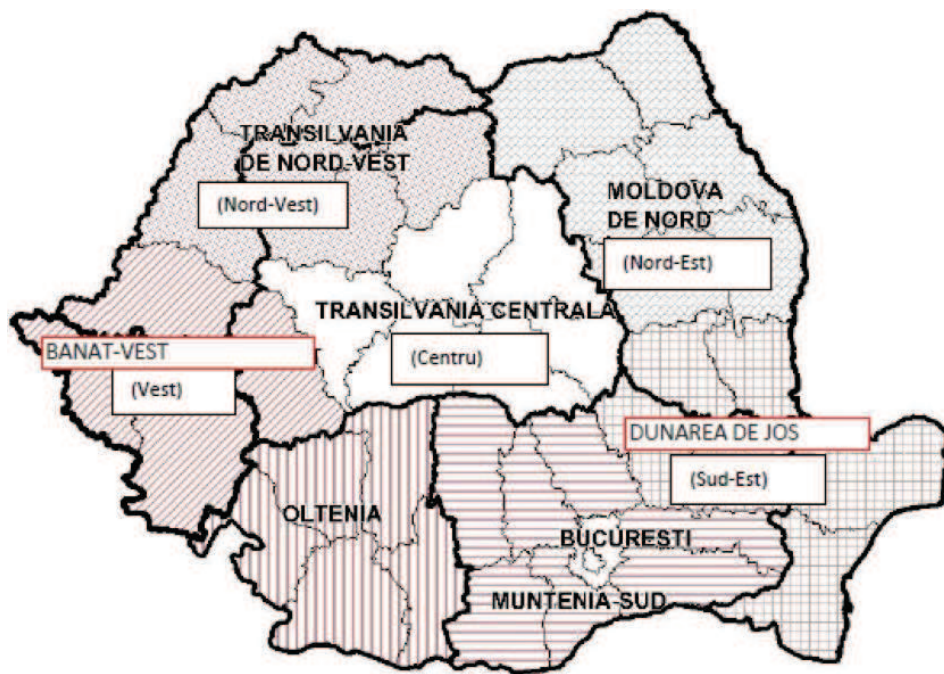 TRANSILVANIA
DE NORD-VEST
(Nord-Vest)
MOLDOVA
DE NORD
(Nord-Est)
TRANSILVANIA CENTRALA
(Centru)
BANAT-VEST
(Vest)
DUNAREA DE JOS
(Sud-Est)
OLTENIA
BUCURESTI
MUNTENIA-SUD